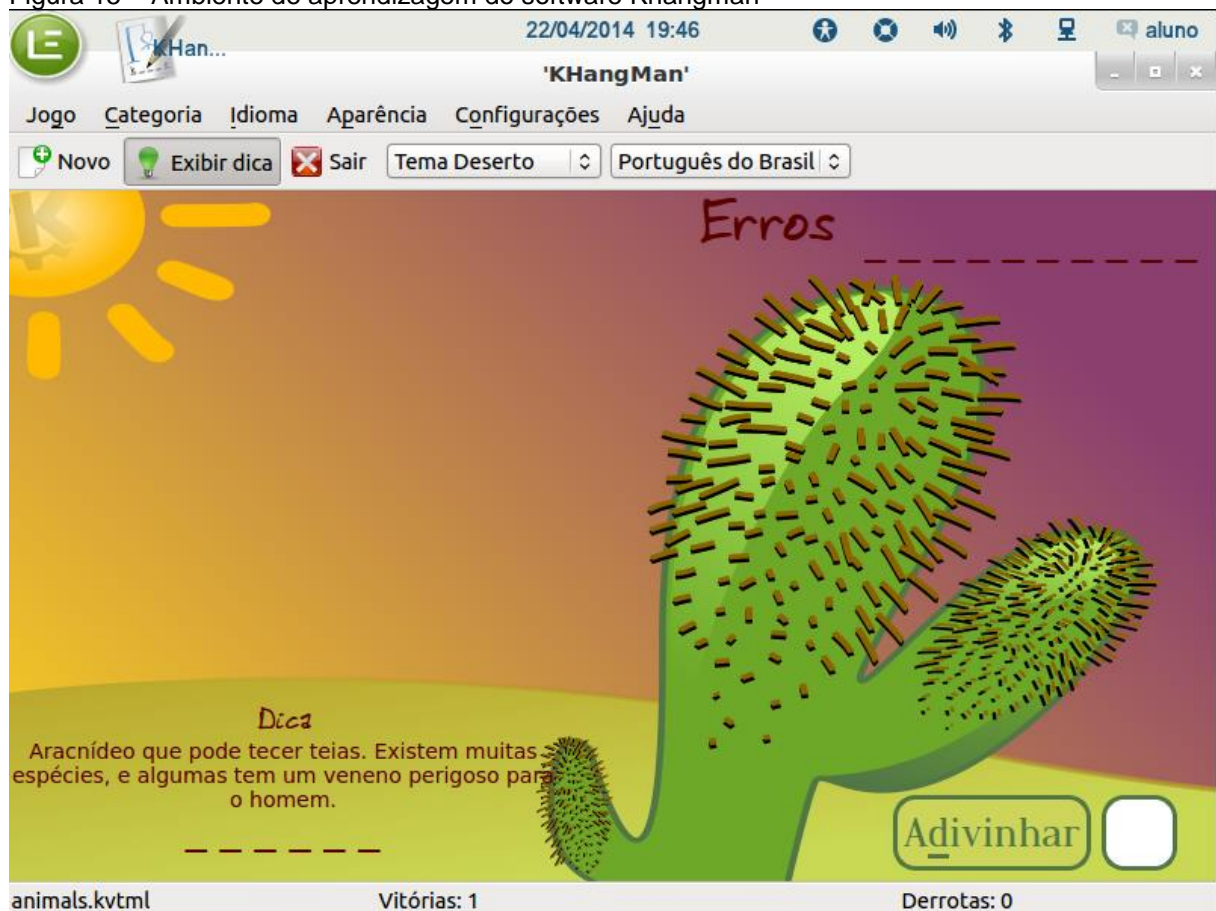 Figura 18 – Ambiente de aprendizagem do software Khangman
22/04/2014 19:46 aluno
KHan...
'KHangMan'
Jogo Categoria Idioma Aparência Configurações Ajuda
Novo Exibir dica Sair Tema Deserto Português do Brasil
Erros
_ _ _ _ _ _ _ _ _ _
Dica
Aracnídeo que pode tecer teias. Existem muitas
espécies, e algumas tem um veneno perigoso para
o homem.
_ _ _ _ _ _
Adivinhar
animals.kvtml Vitórias: 1 Derrotas: 0